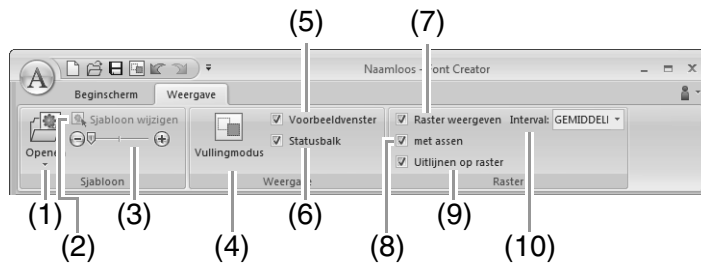 (5) (7)
Naamloos - Font Creator
A
Beginscherm Weergave
Sjabloon wijzigen
Openen
Sjabloon
Vullingmodus
Voorbeeldvenster
Statusbalk
Weergave
Raster weergeven Interval: GEMIDDELI
met assen
Uitlijnen op raster
Raster
(1) (2) (3) (4) (6) (8) (9) (10)